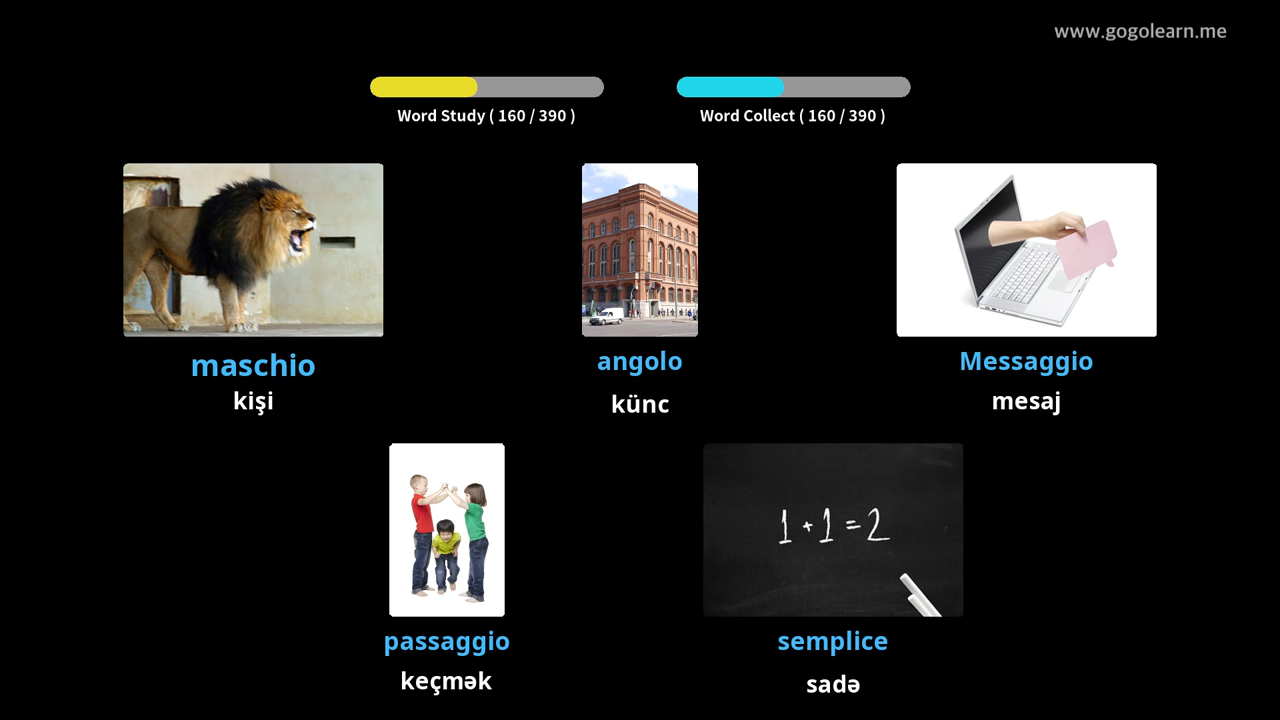 www.gogolearn.me
Word Study ( 160 / 390 )
Word Collect ( 160 / 390 )
maschio
kişi
angolo
künc
Messaggio
mesaj
1 + 1 = 2
passaggio
keçmək
semplice
sadə